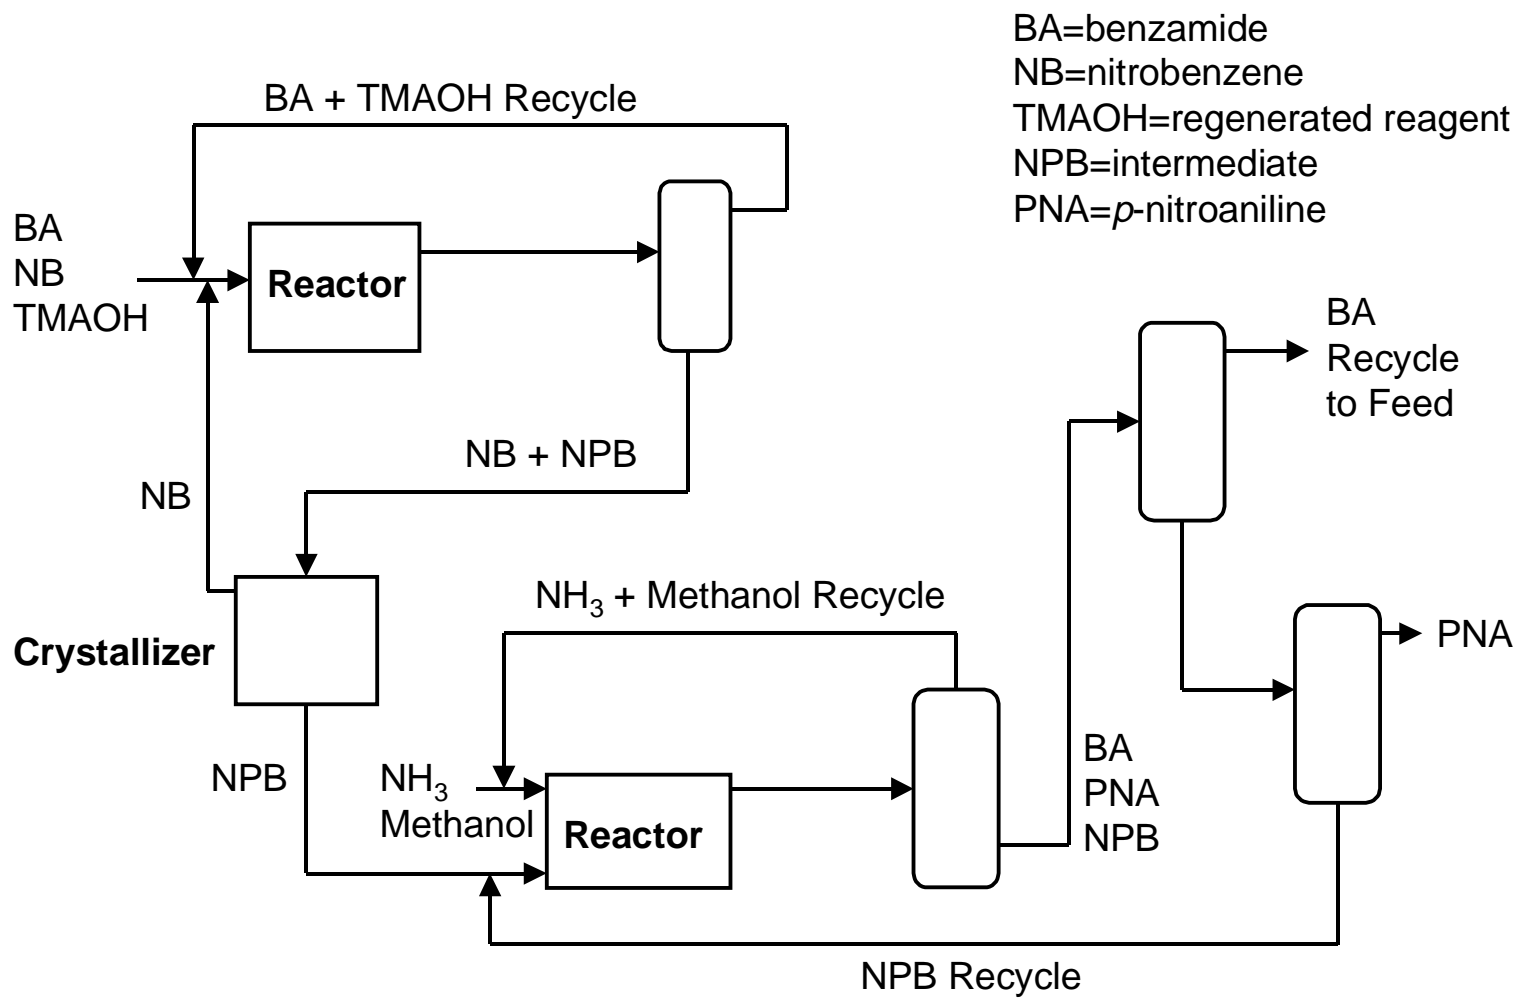 BA=benzamide
NB=nitrobenzene
TMAOH=regenerated reagent
NPB=intermediate
PNA=p-nitroaniline
BA + TMAOH Recycle
BA
NB
TMAOH
Reactor
BA
Recycle
to Feed
NB + NPB
NB
NH₃ + Methanol Recycle
Crystallizer
PNA
NPB
NH₃
Methanol
Reactor
BA
PNA
NPB
NPB Recycle